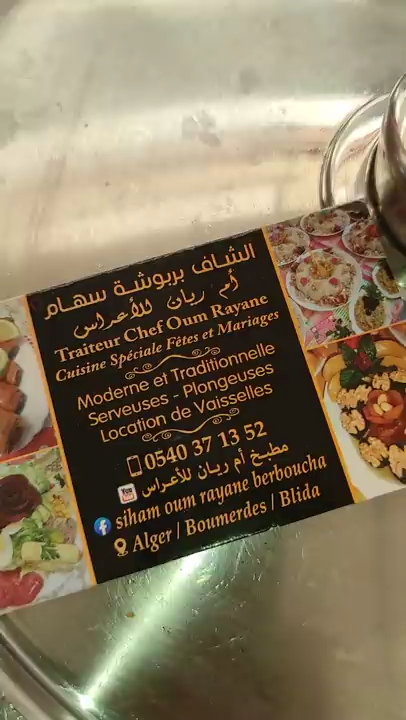 الشاف بربوشة سهام
أم ريان للأعراس
Traiteur Chef Oum Rayane
Cuisine Spéciale Fêtes et Mariages
Moderne et Traditionnelle
Serveuses - Plongeuses
Location de Vaisselles
0540 37 13 52
مطبخ أم ريان للأعراس
siham oum rayane berboucha
Alger / Boumerdes / Blida